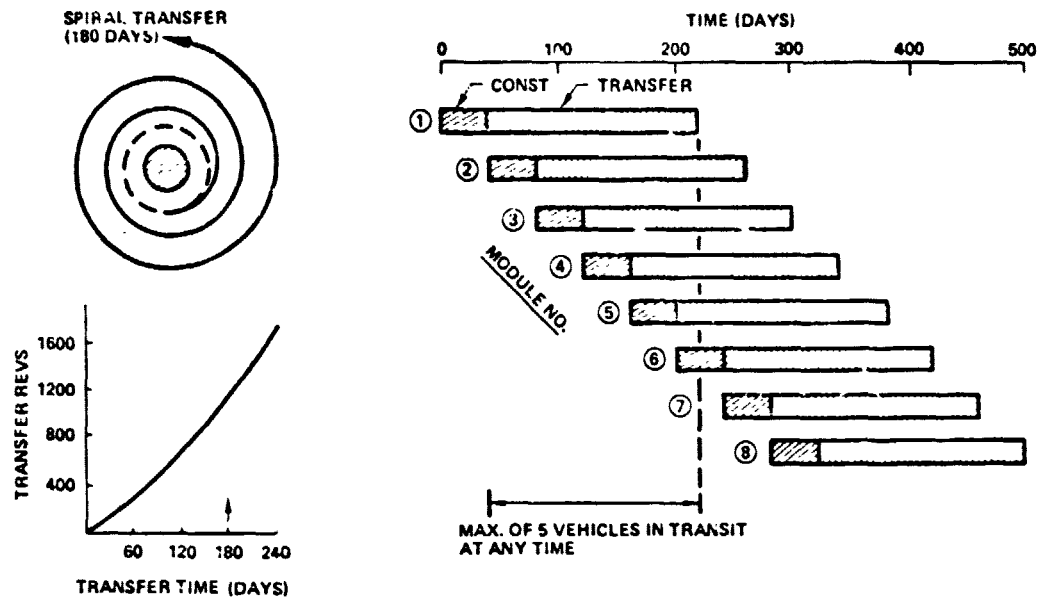 SPIRAL TRANSFER
(180 DAYS)
TIME (DAYS)
0 100 200 300 400 500
CONST TRANSFER
①
②
③
④
⑤
⑥
⑦
⑧
MODULE NO.
MAX. OF 5 VEHICLES IN TRANSIT
AT ANY TIME
TRANSFER REVS
1600
1200
800
400
60 120 180 240
TRANSFER TIME (DAYS)